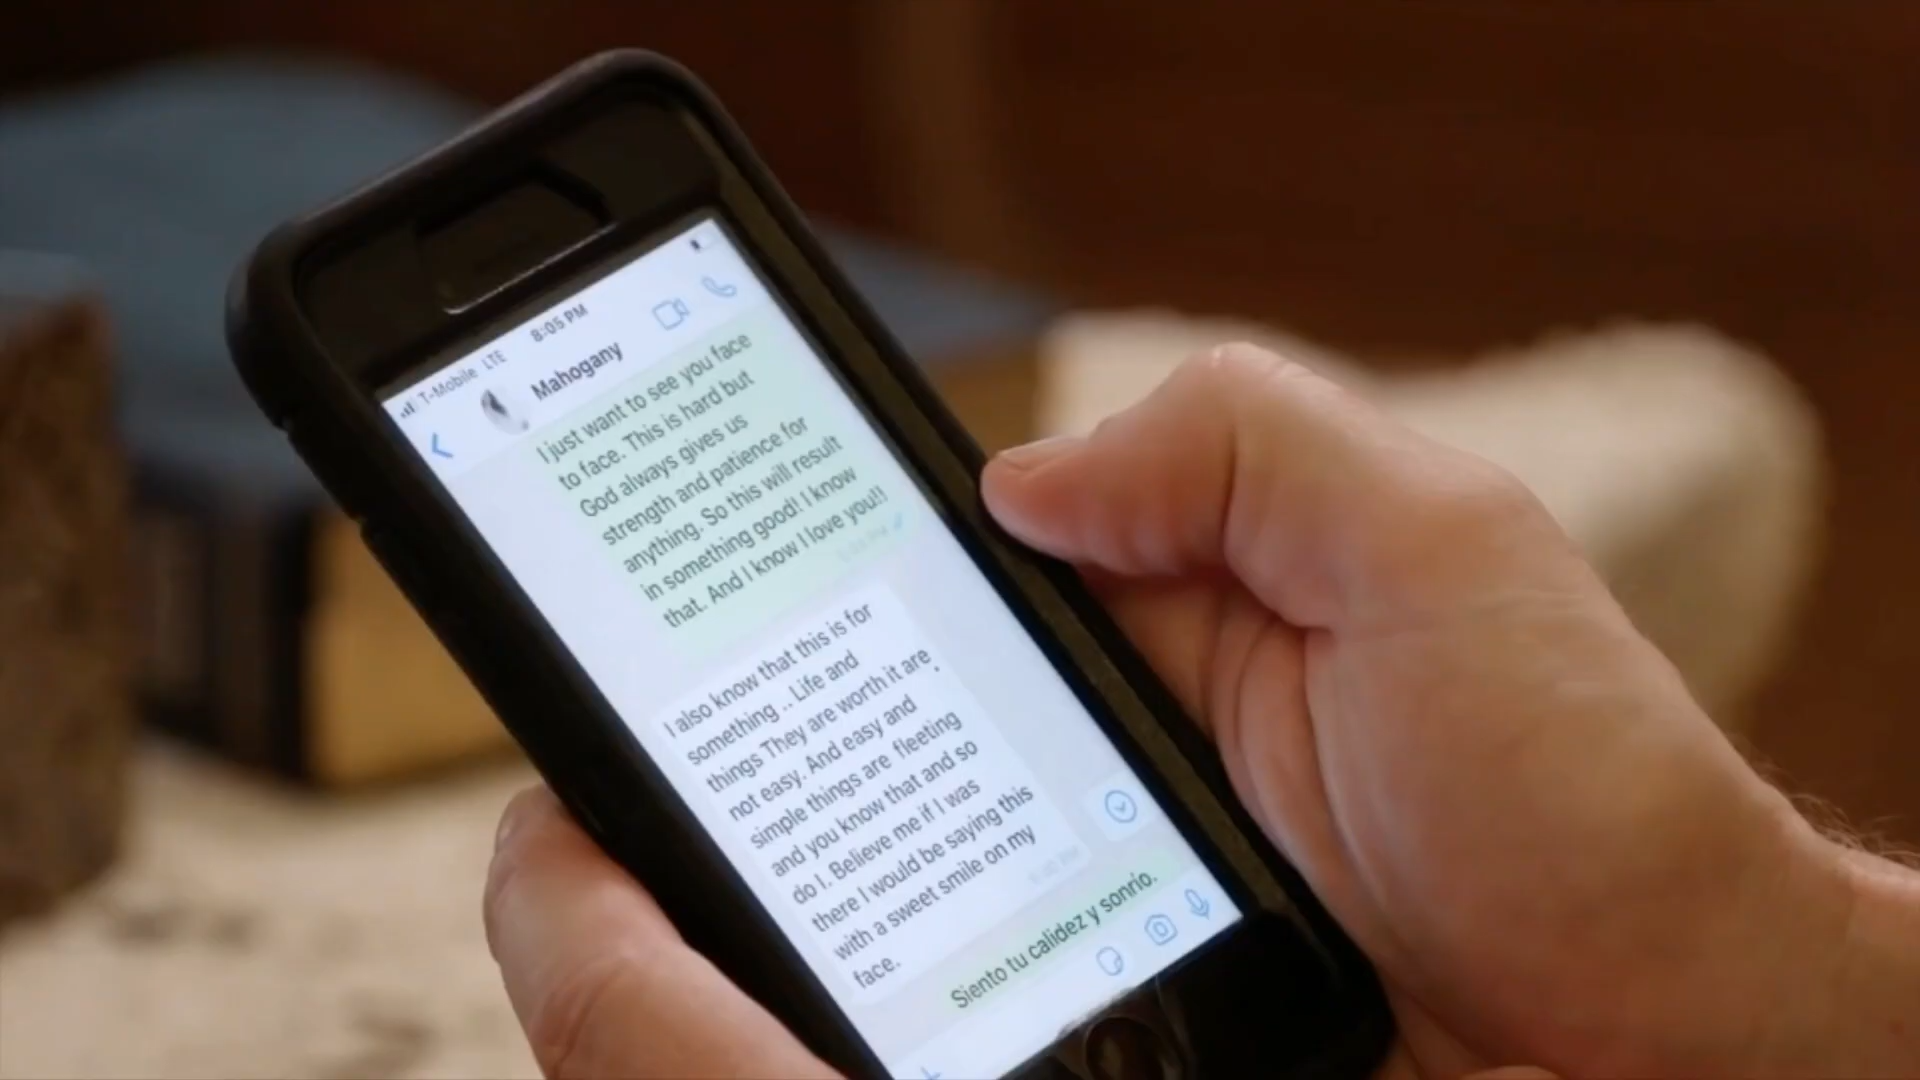 T-Mobile LTE
8:05 PM
Mahogany
I just want to see you face
to face. This is hard but
God always gives us
strength and patience for
anything. So this will result
in something good! I know
that. And I know I love you!!
I also know that this is for
something .. Life and
things They are worth it are
not easy. And easy and
simple things are fleeting
and you know that and so
do I. Believe me if I was
there I would be saying this
with a sweet smile on my
face.
Siento tu calidez y sonrio.